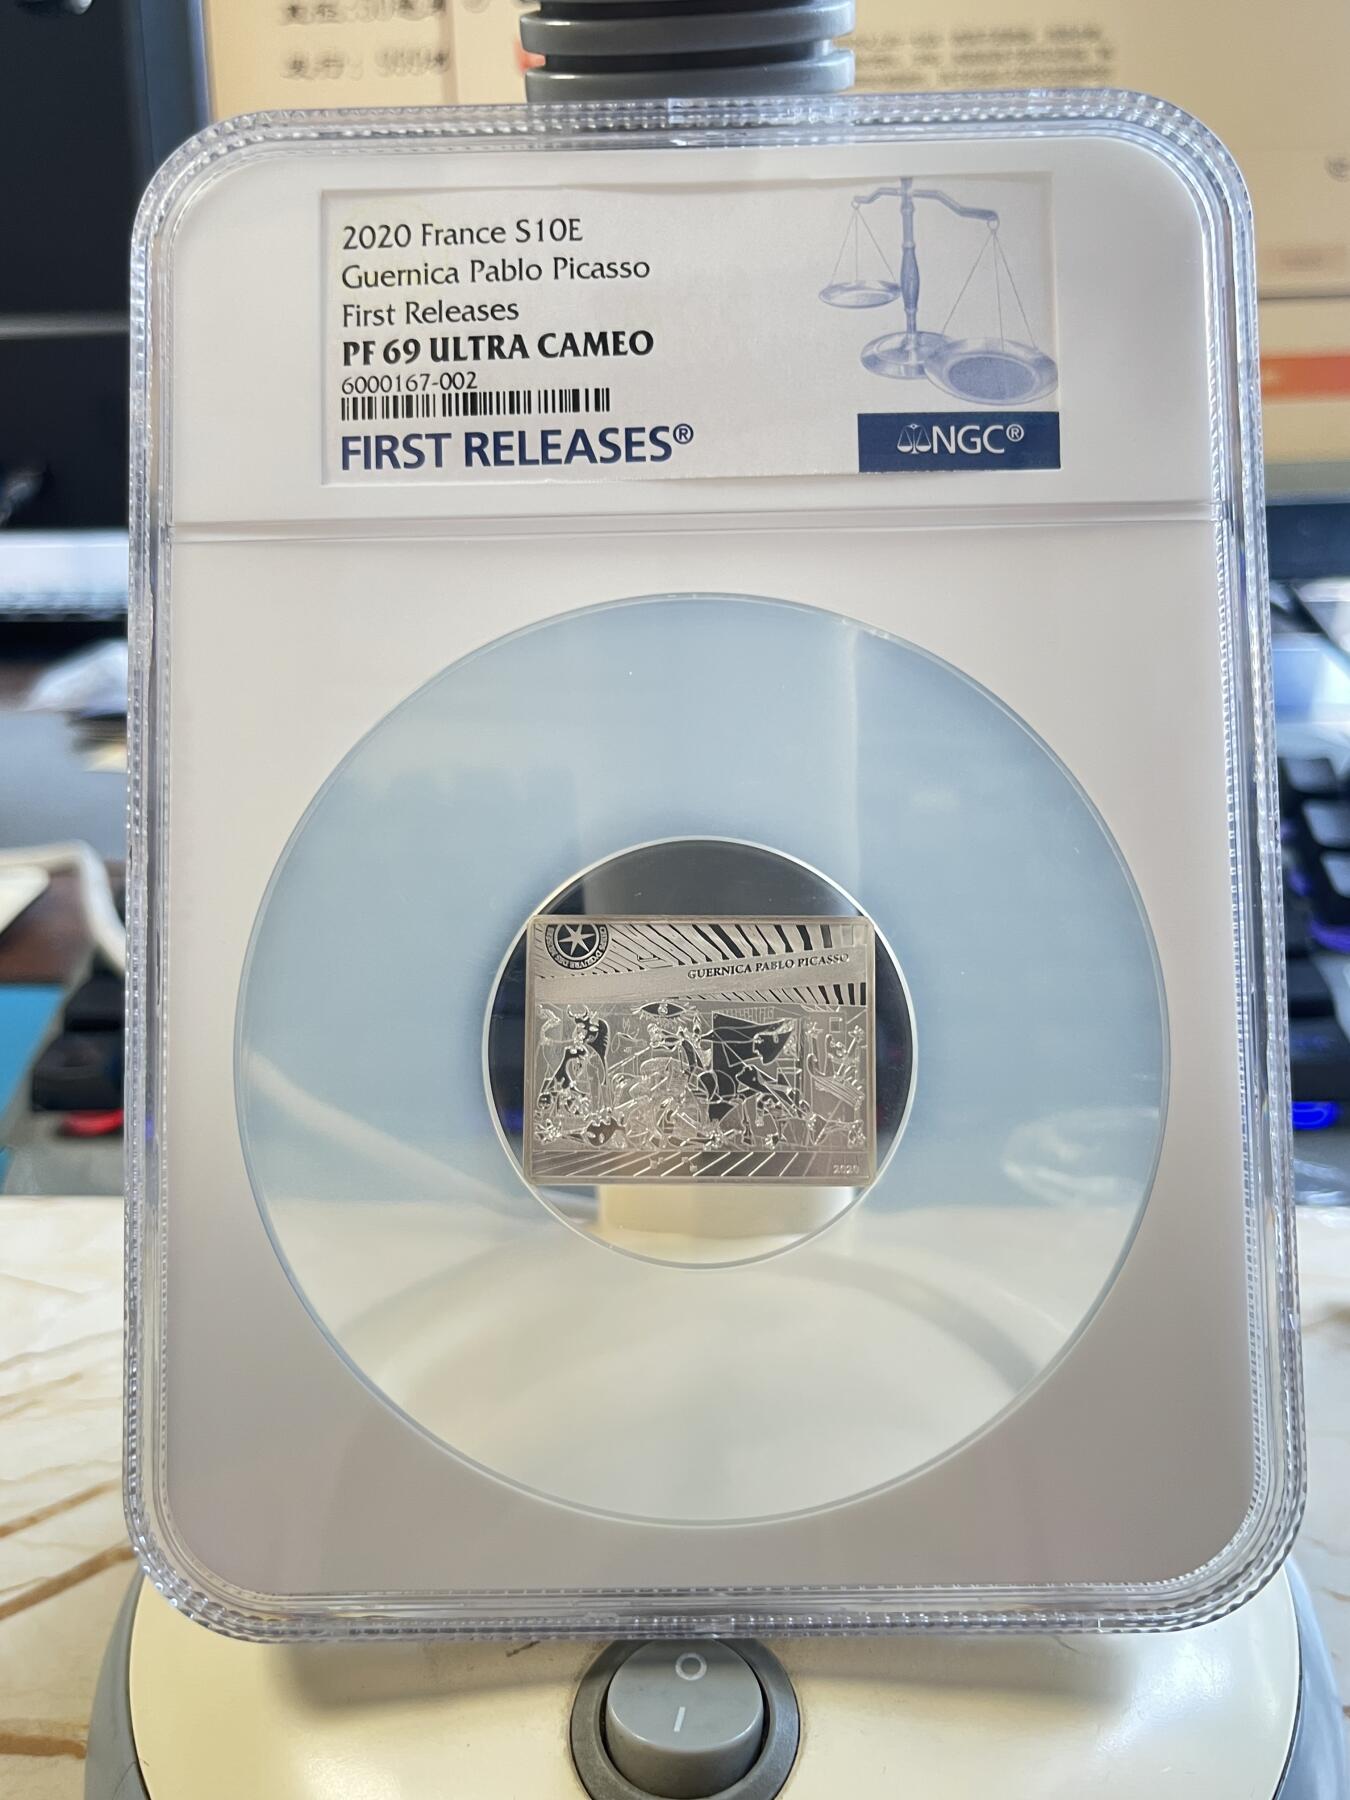 2020 France S10E
Guernica Pablo Picasso
First Releases
PF 69 ULTRA CAMEO
6000167-002
FIRST RELEASES®
NGC®
GUERNICA PABLO PICASSO
2020